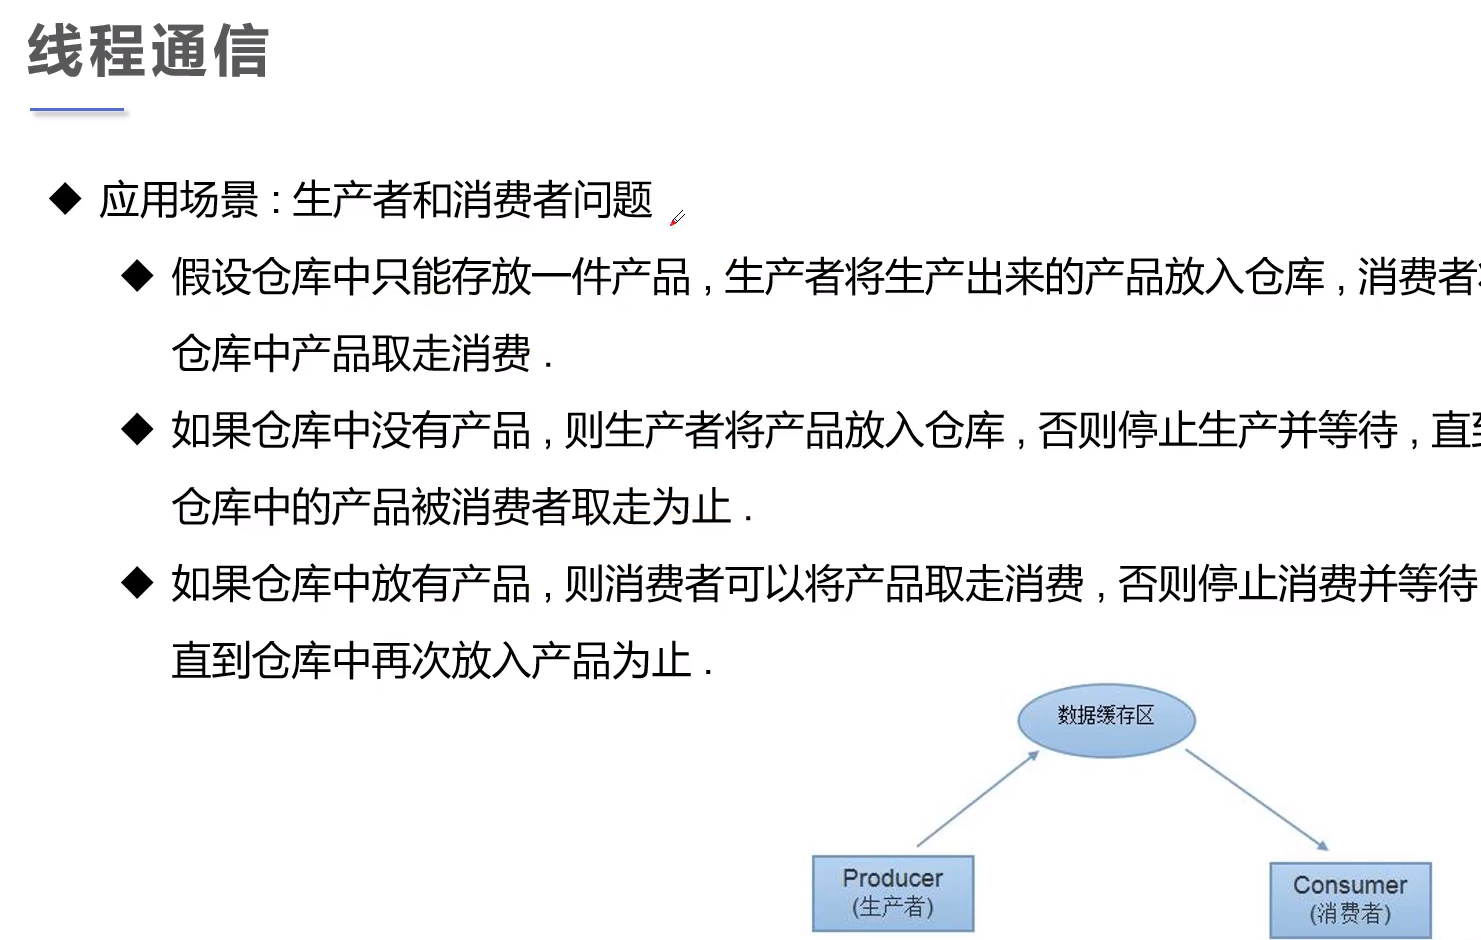 线程通信
应用场景 : 生产者和消费者问题
假设仓库中只能存放一件产品 , 生产者将生产出来的产品放入仓库 , 消费者
仓库中产品取走消费 .
如果仓库中没有产品 , 则生产者将产品放入仓库 , 否则停止生产并等待 , 直
仓库中的产品被消费者取走为止 .
如果仓库中放有产品 , 则消费者可以将产品取走消费 , 否则停止消费并等待
直到仓库中再次放入产品为止 .
数据缓存区
Producer
(生产者)
Consumer
(消费者)